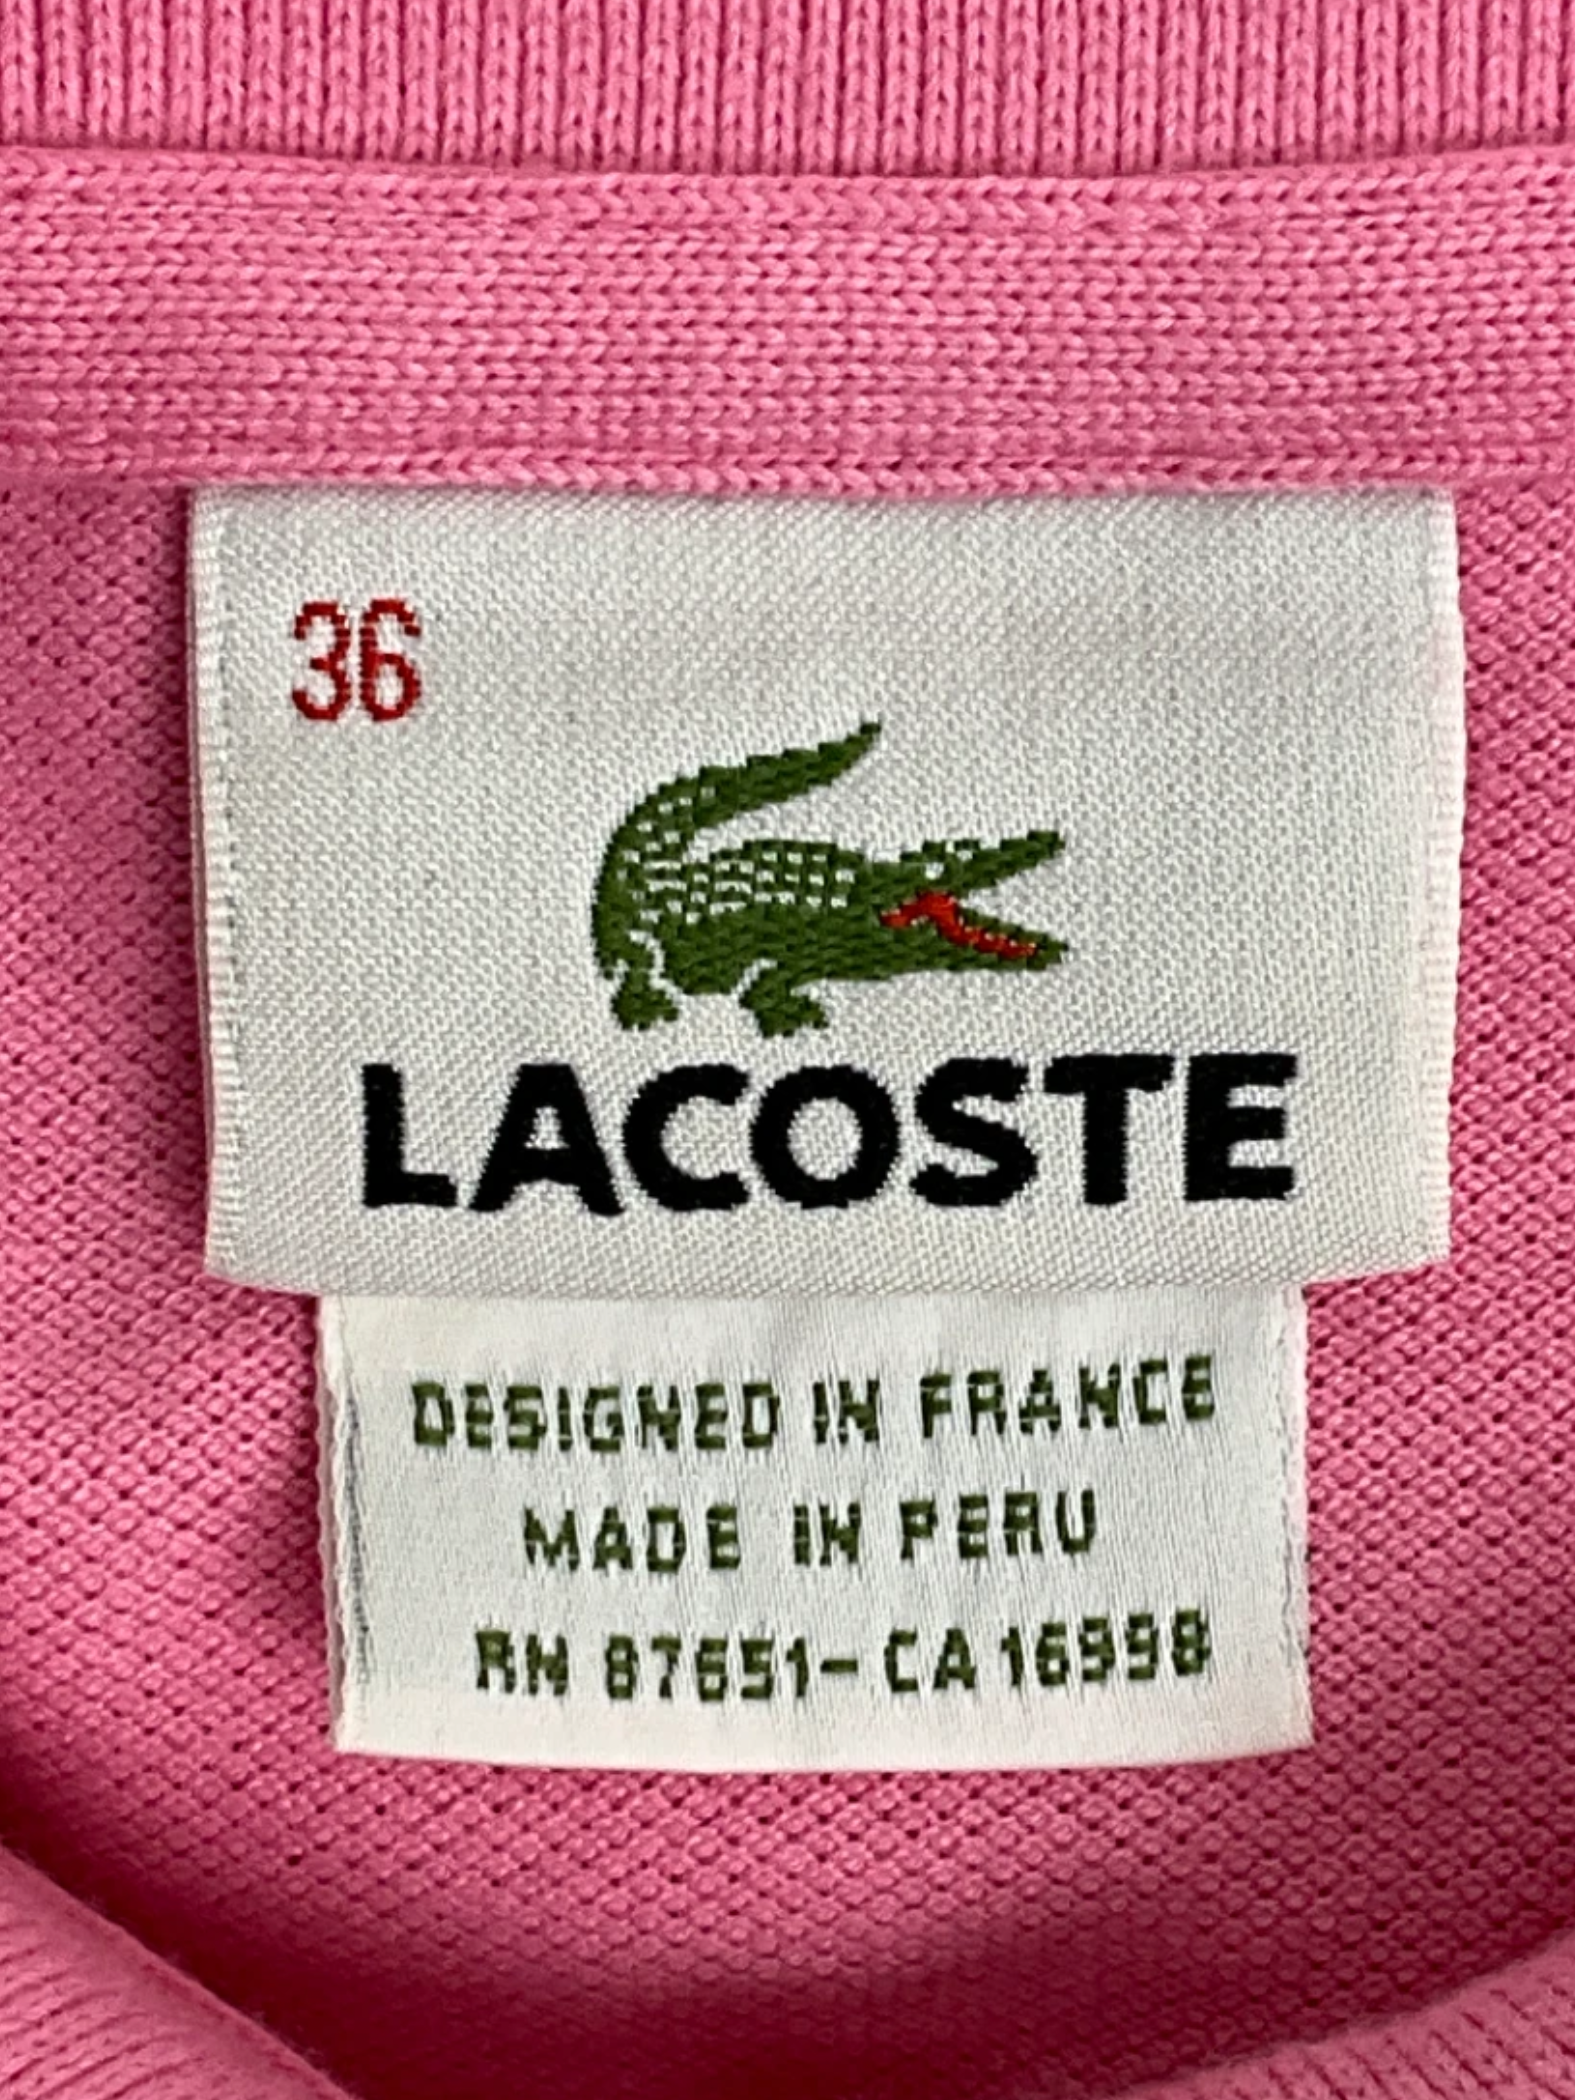 36
LACOSTE
DESIGNED IN FRANCE
MADE IN PERU
RN 87651-CA 16998